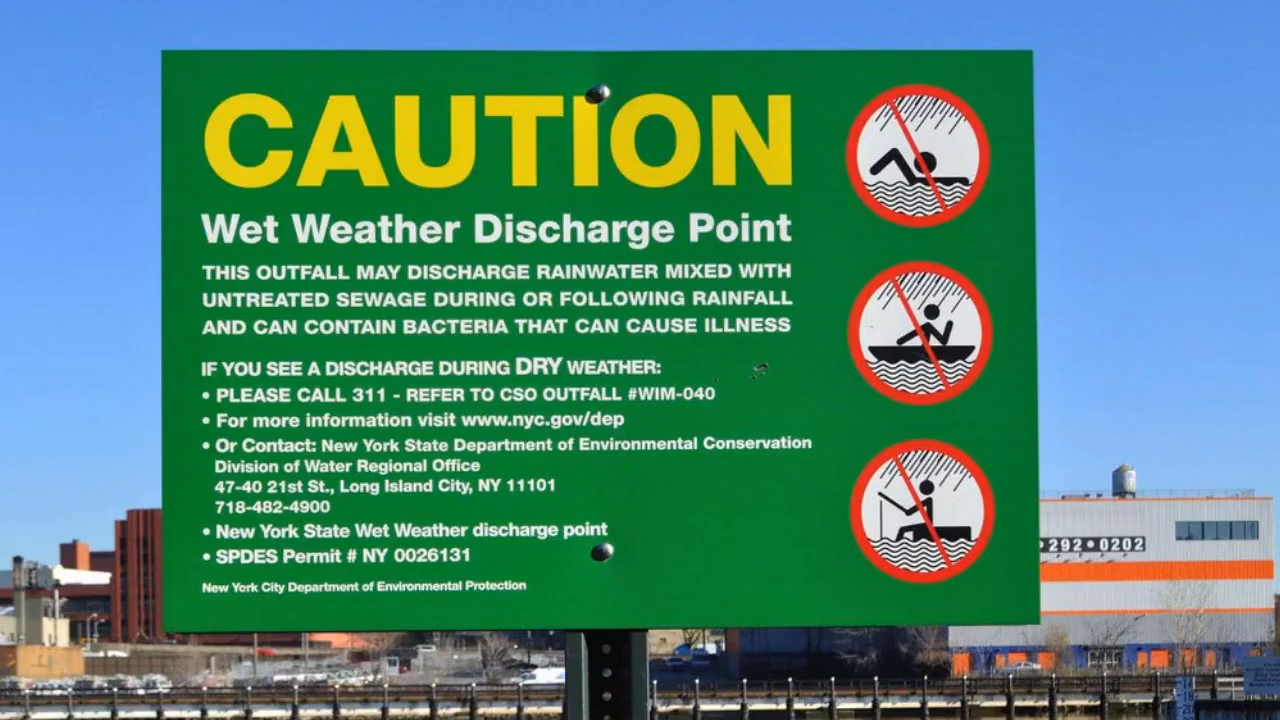 CAUTION
Wet Weather Discharge Point
THIS OUTFALL MAY DISCHARGE RAINWATER MIXED WITH
UNTREATED SEWAGE DURING OR FOLLOWING RAINFALL
AND CAN CONTAIN BACTERIA THAT CAN CAUSE ILLNESS
IF YOU SEE A DISCHARGE DURING DRY WEATHER:
• PLEASE CALL 311 - REFER TO CSO OUTFALL #WIM-040
• For more information visit www.nyc.gov/dep
• Or Contact: New York State Department of Environmental Conservation
Division of Water Regional Office
47-40 21st St., Long Island City, NY 11101
718-482-4900
• New York State Wet Weather discharge point
• SPDES Permit # NY 0026131
New York City Department of Environmental Protection
292•0202